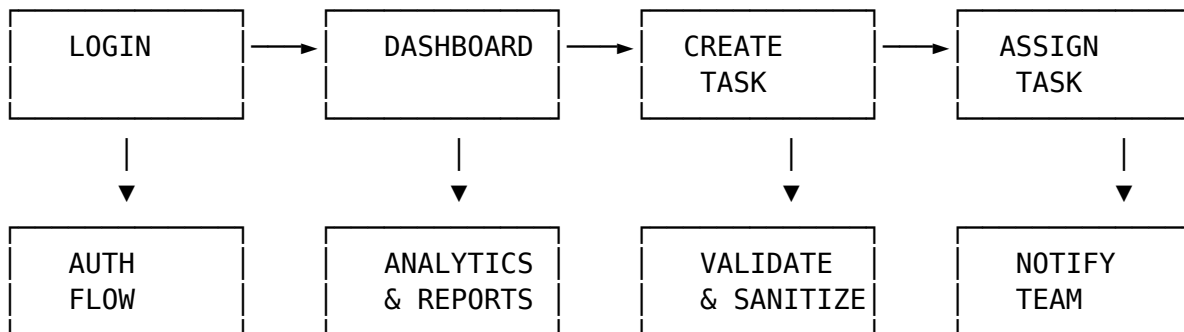 LOGIN
DASHBOARD
CREATE
TASK
ASSIGN
TASK
AUTH
FLOW
ANALYTICS
& REPORTS
VALIDATE
& SANITIZE
NOTIFY
TEAM